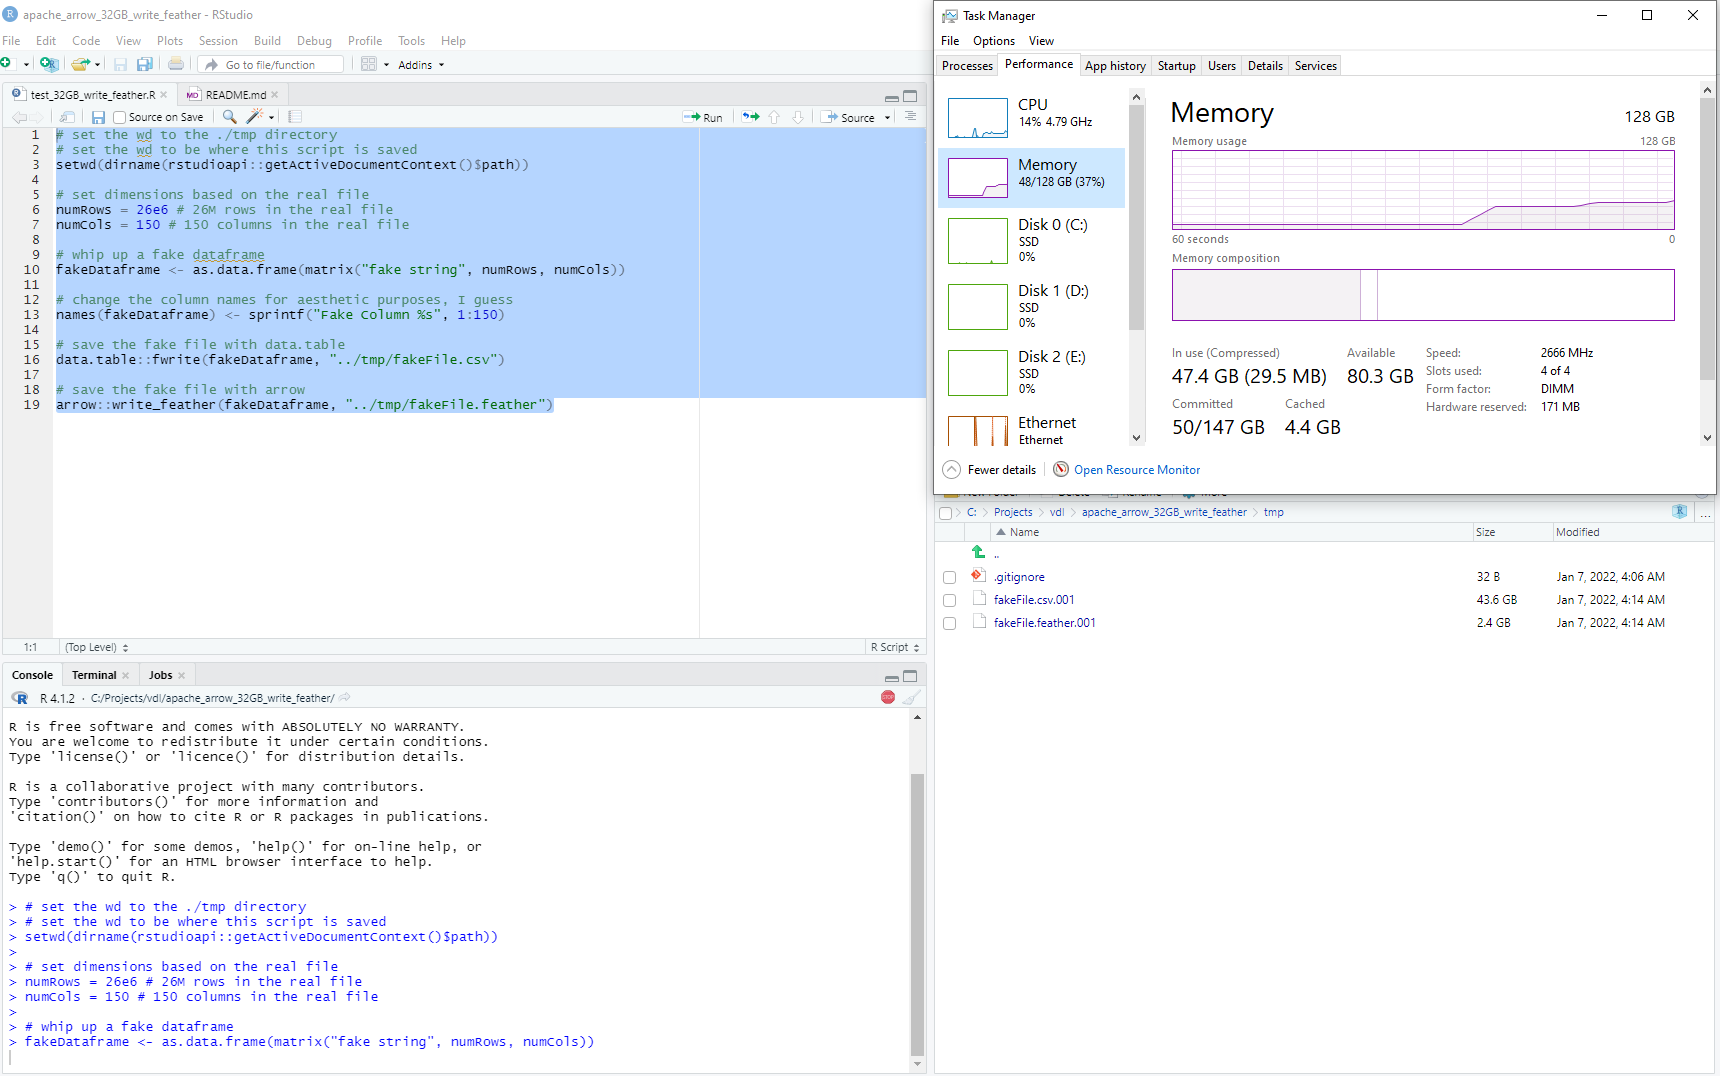 apache_arrow_32GB_write_feather - RStudio
File Edit Code View Plots Session Build Debug Profile Tools Help
Go to file/function Addins
test_32GB_write_feather.R README.md
Source on Save Run Source
1 # set the wd to the ./tmp directory
2 # set the wd to be where this script is saved
3 setwd(dirname(rstudioapi::getActiveDocumentContext()$path))
4
5 # set dimensions based on the real file
6 numRows = 26e6 # 26M rows in the real file
7 numCols = 150 # 150 columns in the real file
8
9 # whip up a fake dataframe
10 fakeDataframe <- as.data.frame(matrix("fake string", numRows, numCols))
11
12 # change the column names for aesthetic purposes, I guess
13 names(fakeDataframe) <- sprintf("Fake Column %s", 1:150)
14
15 # save the fake file with data.table
16 data.table::fwrite(fakeDataframe, "../tmp/fakeFile.csv")
17
18 # save the fake file with arrow
19 arrow::write_feather(fakeDataframe, "../tmp/fakeFile.feather")
1:1 (Top Level) R Script
Console Terminal Jobs
R 4.1.2 · C:/Projects/vdl/apache_arrow_32GB_write_feather/
R is free software and comes with ABSOLUTELY NO WARRANTY.
You are welcome to redistribute it under certain conditions.
Type 'license()' or 'licence()' for distribution details.
R is a collaborative project with many contributors.
Type 'contributors()' for more information and
'citation()' on how to cite R or R packages in publications.
Type 'demo()' for some demos, 'help()' for on-line help, or
'help.start()' for an HTML browser interface to help.
Type 'q()' to quit R.
> # set the wd to the ./tmp directory
> # set the wd to be where this script is saved
> setwd(dirname(rstudioapi::getActiveDocumentContext()$path))
>
> # set dimensions based on the real file
> numRows = 26e6 # 26M rows in the real file
> numCols = 150 # 150 columns in the real file
>
> # whip up a fake dataframe
> fakeDataframe <- as.data.frame(matrix("fake string", numRows, numCols))
Task Manager
File Options View
Processes Performance App history Startup Users Details Services
CPU
14% 4.79 GHz
Memory
48/128 GB (37%)
Disk 0 (C:)
SSD
0%
Disk 1 (D:)
SSD
0%
Disk 2 (E:)
SSD
0%
Ethernet
Ethernet
Memory 128 GB
Memory usage 128 GB
60 seconds 0
Memory composition
In use (Compressed) Available
47.4 GB (29.5 MB) 80.3 GB
Committed Cached
50/147 GB 4.4 GB
Speed: 2666 MHz
Slots used: 4 of 4
Form factor: DIMM
Hardware reserved: 171 MB
Fewer details Open Resource Monitor
New Folder Delete Rename More
C: Projects vdl apache_arrow_32GB_write_feather tmp ...
Name Size Modified
..
.gitignore 32 B Jan 7, 2022, 4:06 AM
fakeFile.csv.001 43.6 GB Jan 7, 2022, 4:14 AM
fakeFile.feather.001 2.4 GB Jan 7, 2022, 4:14 AM